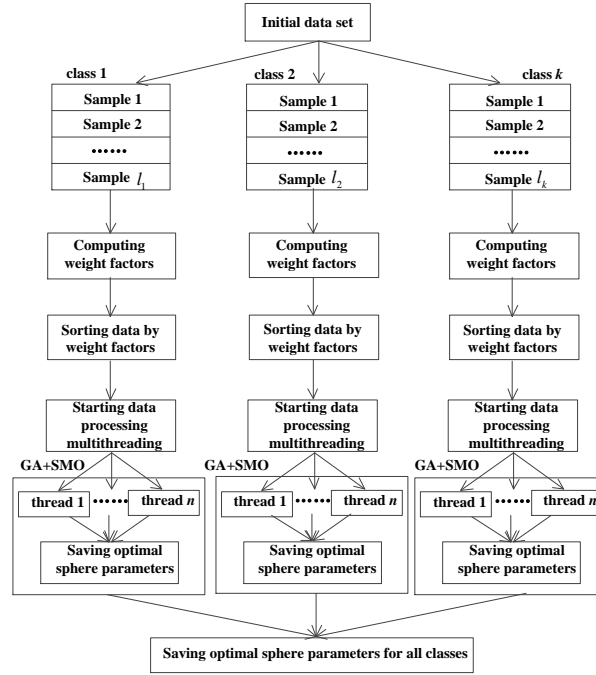 Initial data set
class 1
class 2
class k
Sample 1
Sample 1
Sample 1
Sample 2
Sample 2
Sample 2
••••••
••••••
••••••
Sample l₁
Sample l₂
Sample lₖ
Computing
weight factors
Computing
weight factors
Computing
weight factors
Sorting data by
weight factors
Sorting data by
weight factors
Sorting data by
weight factors
Starting data
processing
multithreading
Starting data
processing
multithreading
Starting data
processing
multithreading
GA+SMO
GA+SMO
GA+SMO
thread 1 •••••• thread n
thread 1 •••••• thread n
thread 1 •••••• thread n
Saving optimal
sphere parameters
Saving optimal
sphere parameters
Saving optimal
sphere parameters
Saving optimal sphere parameters for all classes